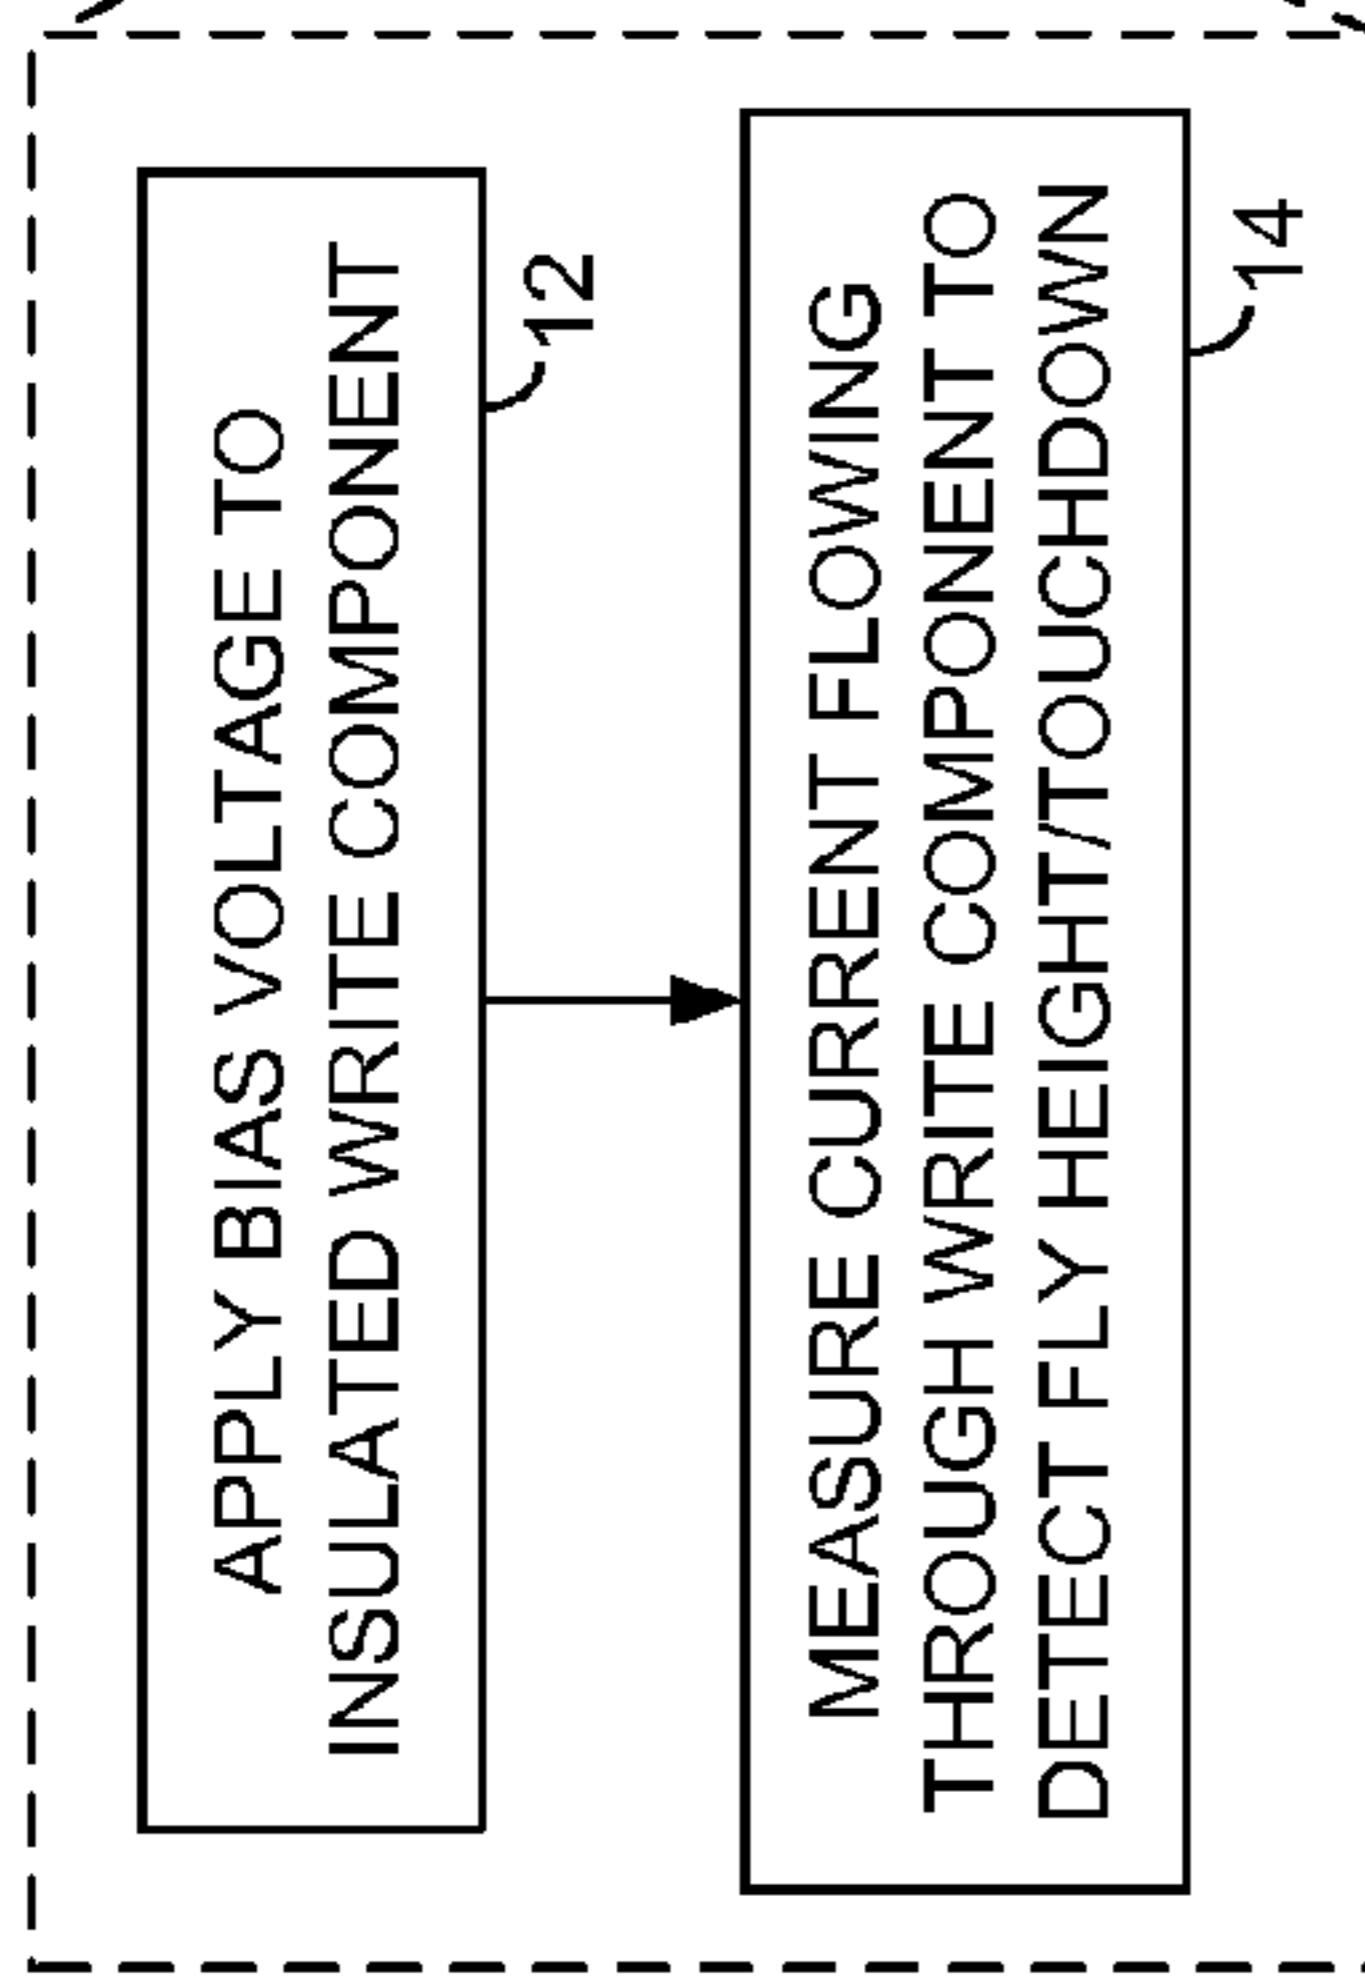 APPLY BIAS VOLTAGE TO
INSULATED WRITE COMPONENT
12
MEASURE CURRENT FLOWING
THROUGH WRITE COMPONENT TO
DETECT FLY HEIGHT/TOUCHDOWN
14